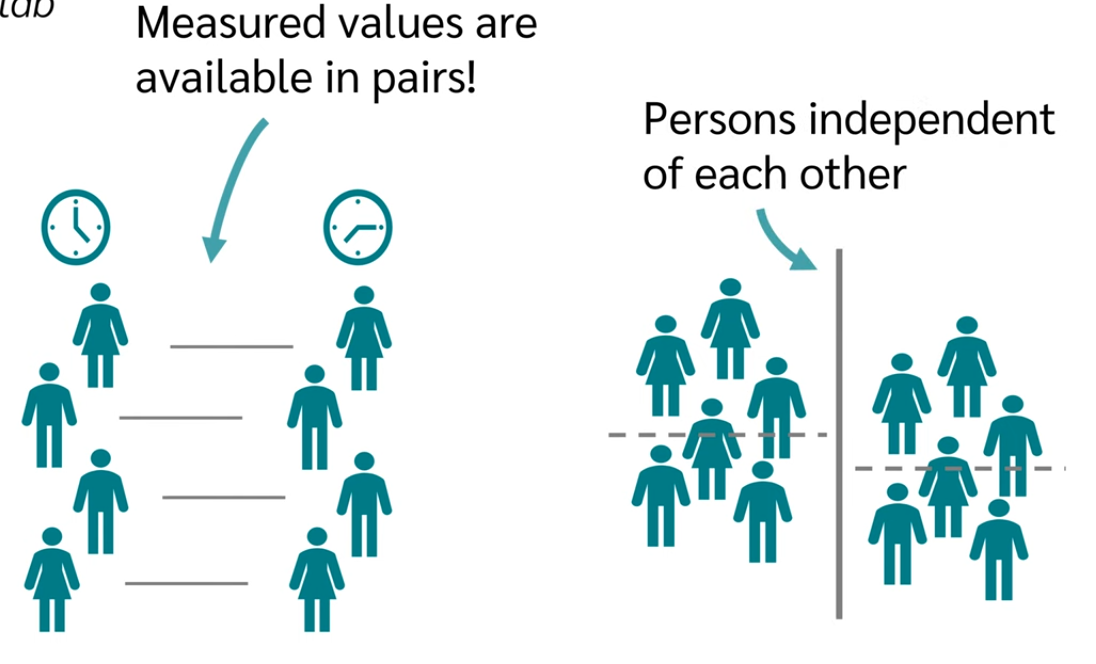 Measured values are
available in pairs!
Persons independent
of each other